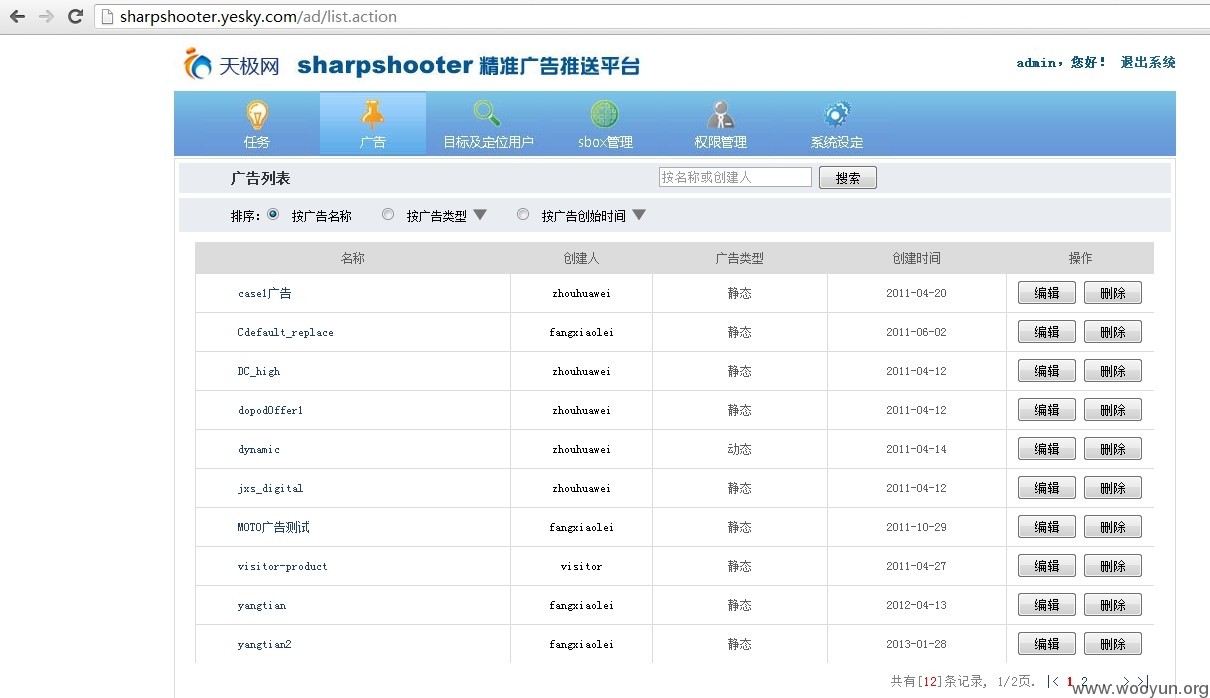 sharpshooter.yesky.com/ad/list.action
天极网 sharpshooter 精准广告推送平台
admin，您好！ 退出系统
任务 广告 目标及定位用户 sbox管理 权限管理 系统设定
广告列表 按名称或创建人 搜索
排序： 按广告名称 按广告类型 按广告创始时间
名称 创建人 广告类型 创建时间 操作
case1广告 zhouhuawei 静态 2011-04-20 编辑 删除
Cdefault_replace fangxiaolei 静态 2011-06-02 编辑 删除
DC_high zhouhuawei 静态 2011-04-12 编辑 删除
dopodOffer1 zhouhuawei 静态 2011-04-12 编辑 删除
dynamic zhouhuawei 动态 2011-04-14 编辑 删除
jxs_digital zhouhuawei 静态 2011-04-12 编辑 删除
MOTO广告测试 fangxiaolei 静态 2011-10-29 编辑 删除
visitor-product visitor 静态 2011-04-27 编辑 删除
yangtian fangxiaolei 静态 2012-04-13 编辑 删除
yangtian2 fangxiaolei 静态 2013-01-28 编辑 删除
共有[12]条记录, 1/2页. |< 1 2 > >|
www.wooyun.org